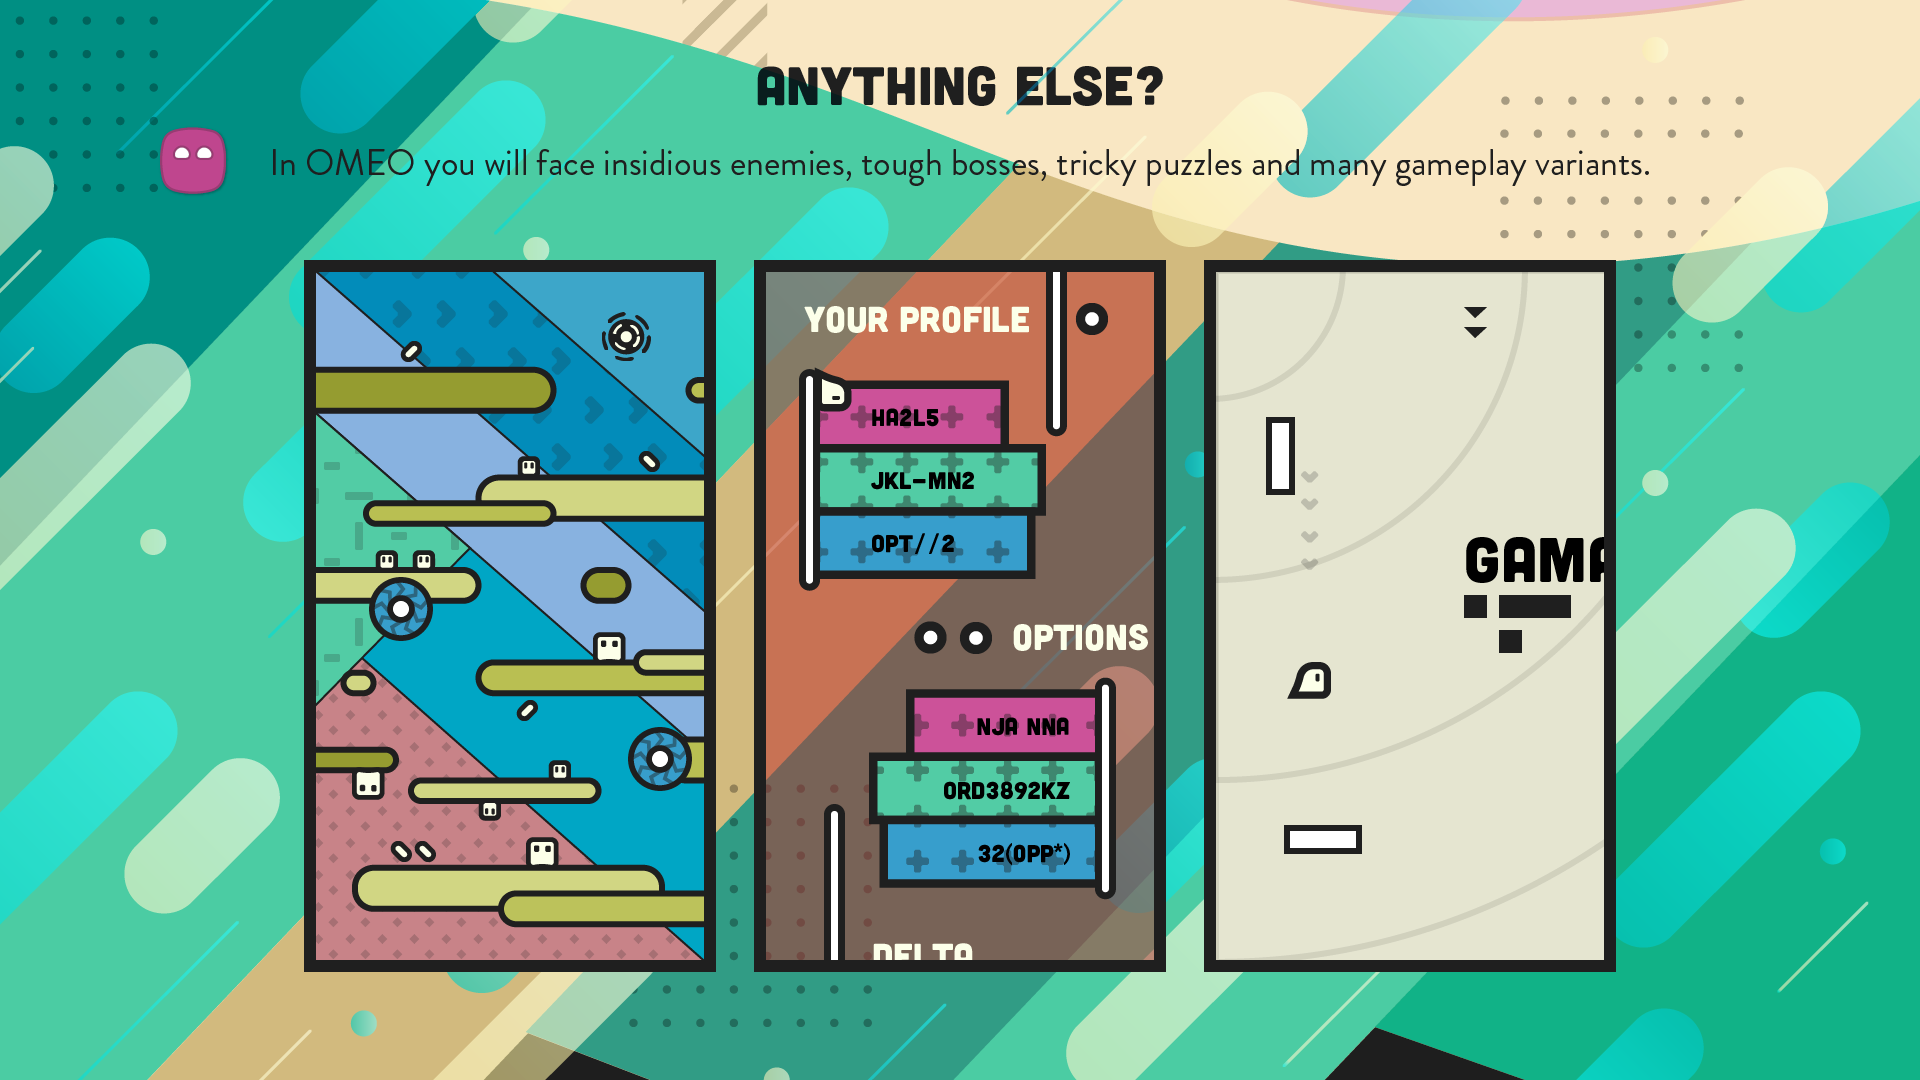 ANYTHING ELSE?
In OMEO you will face insidious enemies, tough bosses, tricky puzzles and many gameplay variants.
YOUR PROFILE
HA2L5
JKL-MN2
OPT//2
OPTIONS
NJA NNA
ORD3892KZ
32(OPP*)
DELTA
GAMA